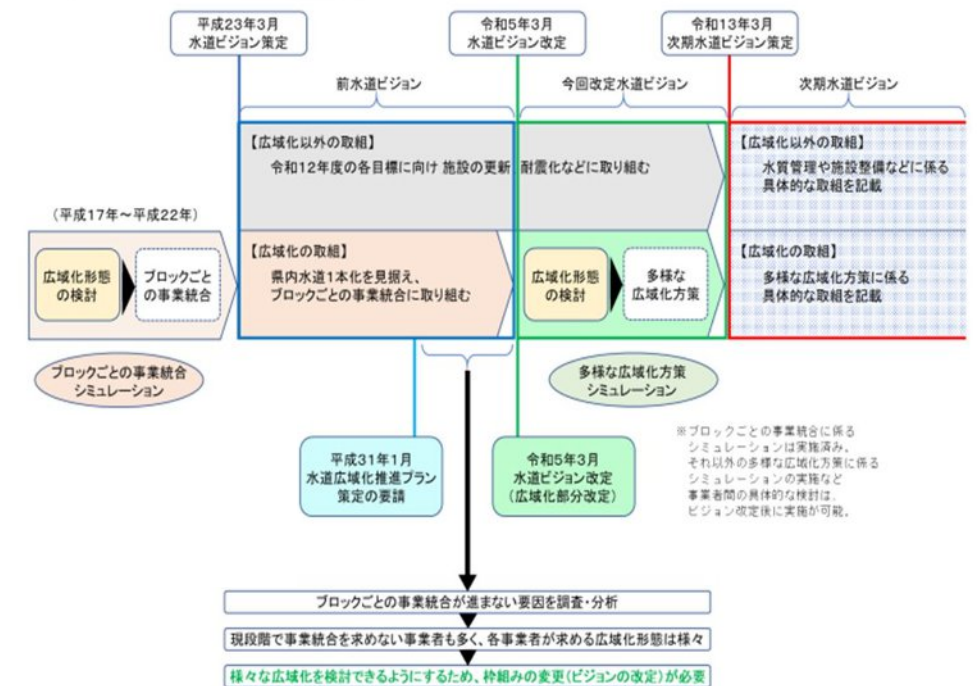 平成23年3月
水道ビジョン策定
令和5年3月
水道ビジョン改定
令和13年3月
次期水道ビジョン策定
前水道ビジョン
今回改定水道ビジョン
次期水道ビジョン
【広域化以外の取組】
令和12年度の各目標に向け 施設の更新、耐震化などに取り組む
【広域化以外の取組】
水質管理や施設整備などに係る
具体的な取組を記載
(平成17年～平成22年)
広域化形態
の検討
ブロックごと
の事業統合
【広域化の取組】
県内水道1本化を見据え、
ブロックごとの事業統合に取り組む
広域化形態
の検討
多様な
広域化方策
【広域化の取組】
多様な広域化方策に係る
具体的な取組を記載
ブロックごとの事業統合
シミュレーション
多様な広域化方策
シミュレーション
平成31年1月
水道広域化推進プラン
策定の要請
令和5年3月
水道ビジョン改定
(広域化部分改定)
※ブロックごとの事業統合に係る
シミュレーションは実施済み。
それ以外の多様な広域化方策に係る
シミュレーションの実施など
事業者間の具体的な検討は、
ビジョン改定後に実施が可能。
ブロックごとの事業統合が進まない要因を調査・分析
現段階で事業統合を求めない事業者も多く、各事業者が求める広域化形態は様々
様々な広域化を検討できるようにするため、枠組みの変更(ビジョンの改定)が必要